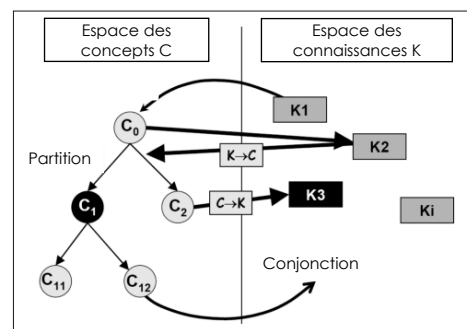 Espace des
concepts C
Espace des
connaissances K
K1
C0
K2
K→C
Partition
C1
C2
C→K
K3
Ki
C11
C12
Conjonction